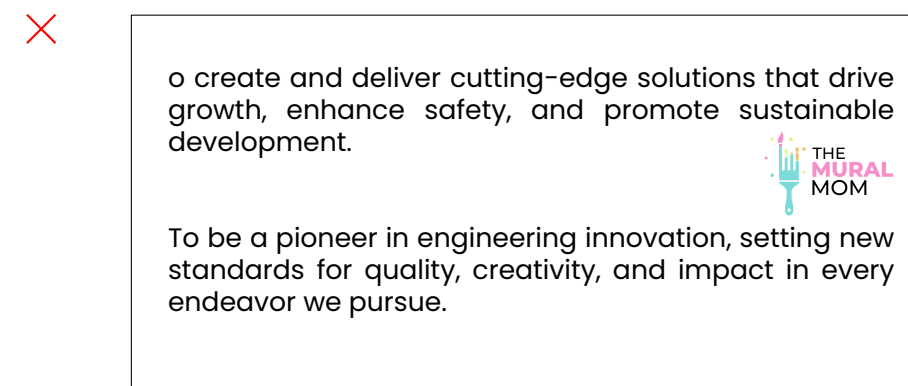 o create and deliver cutting-edge solutions that drive
growth, enhance safety, and promote sustainable
development.
THE
MURAL
MOM
To be a pioneer in engineering innovation, setting new
standards for quality, creativity, and impact in every
endeavor we pursue.